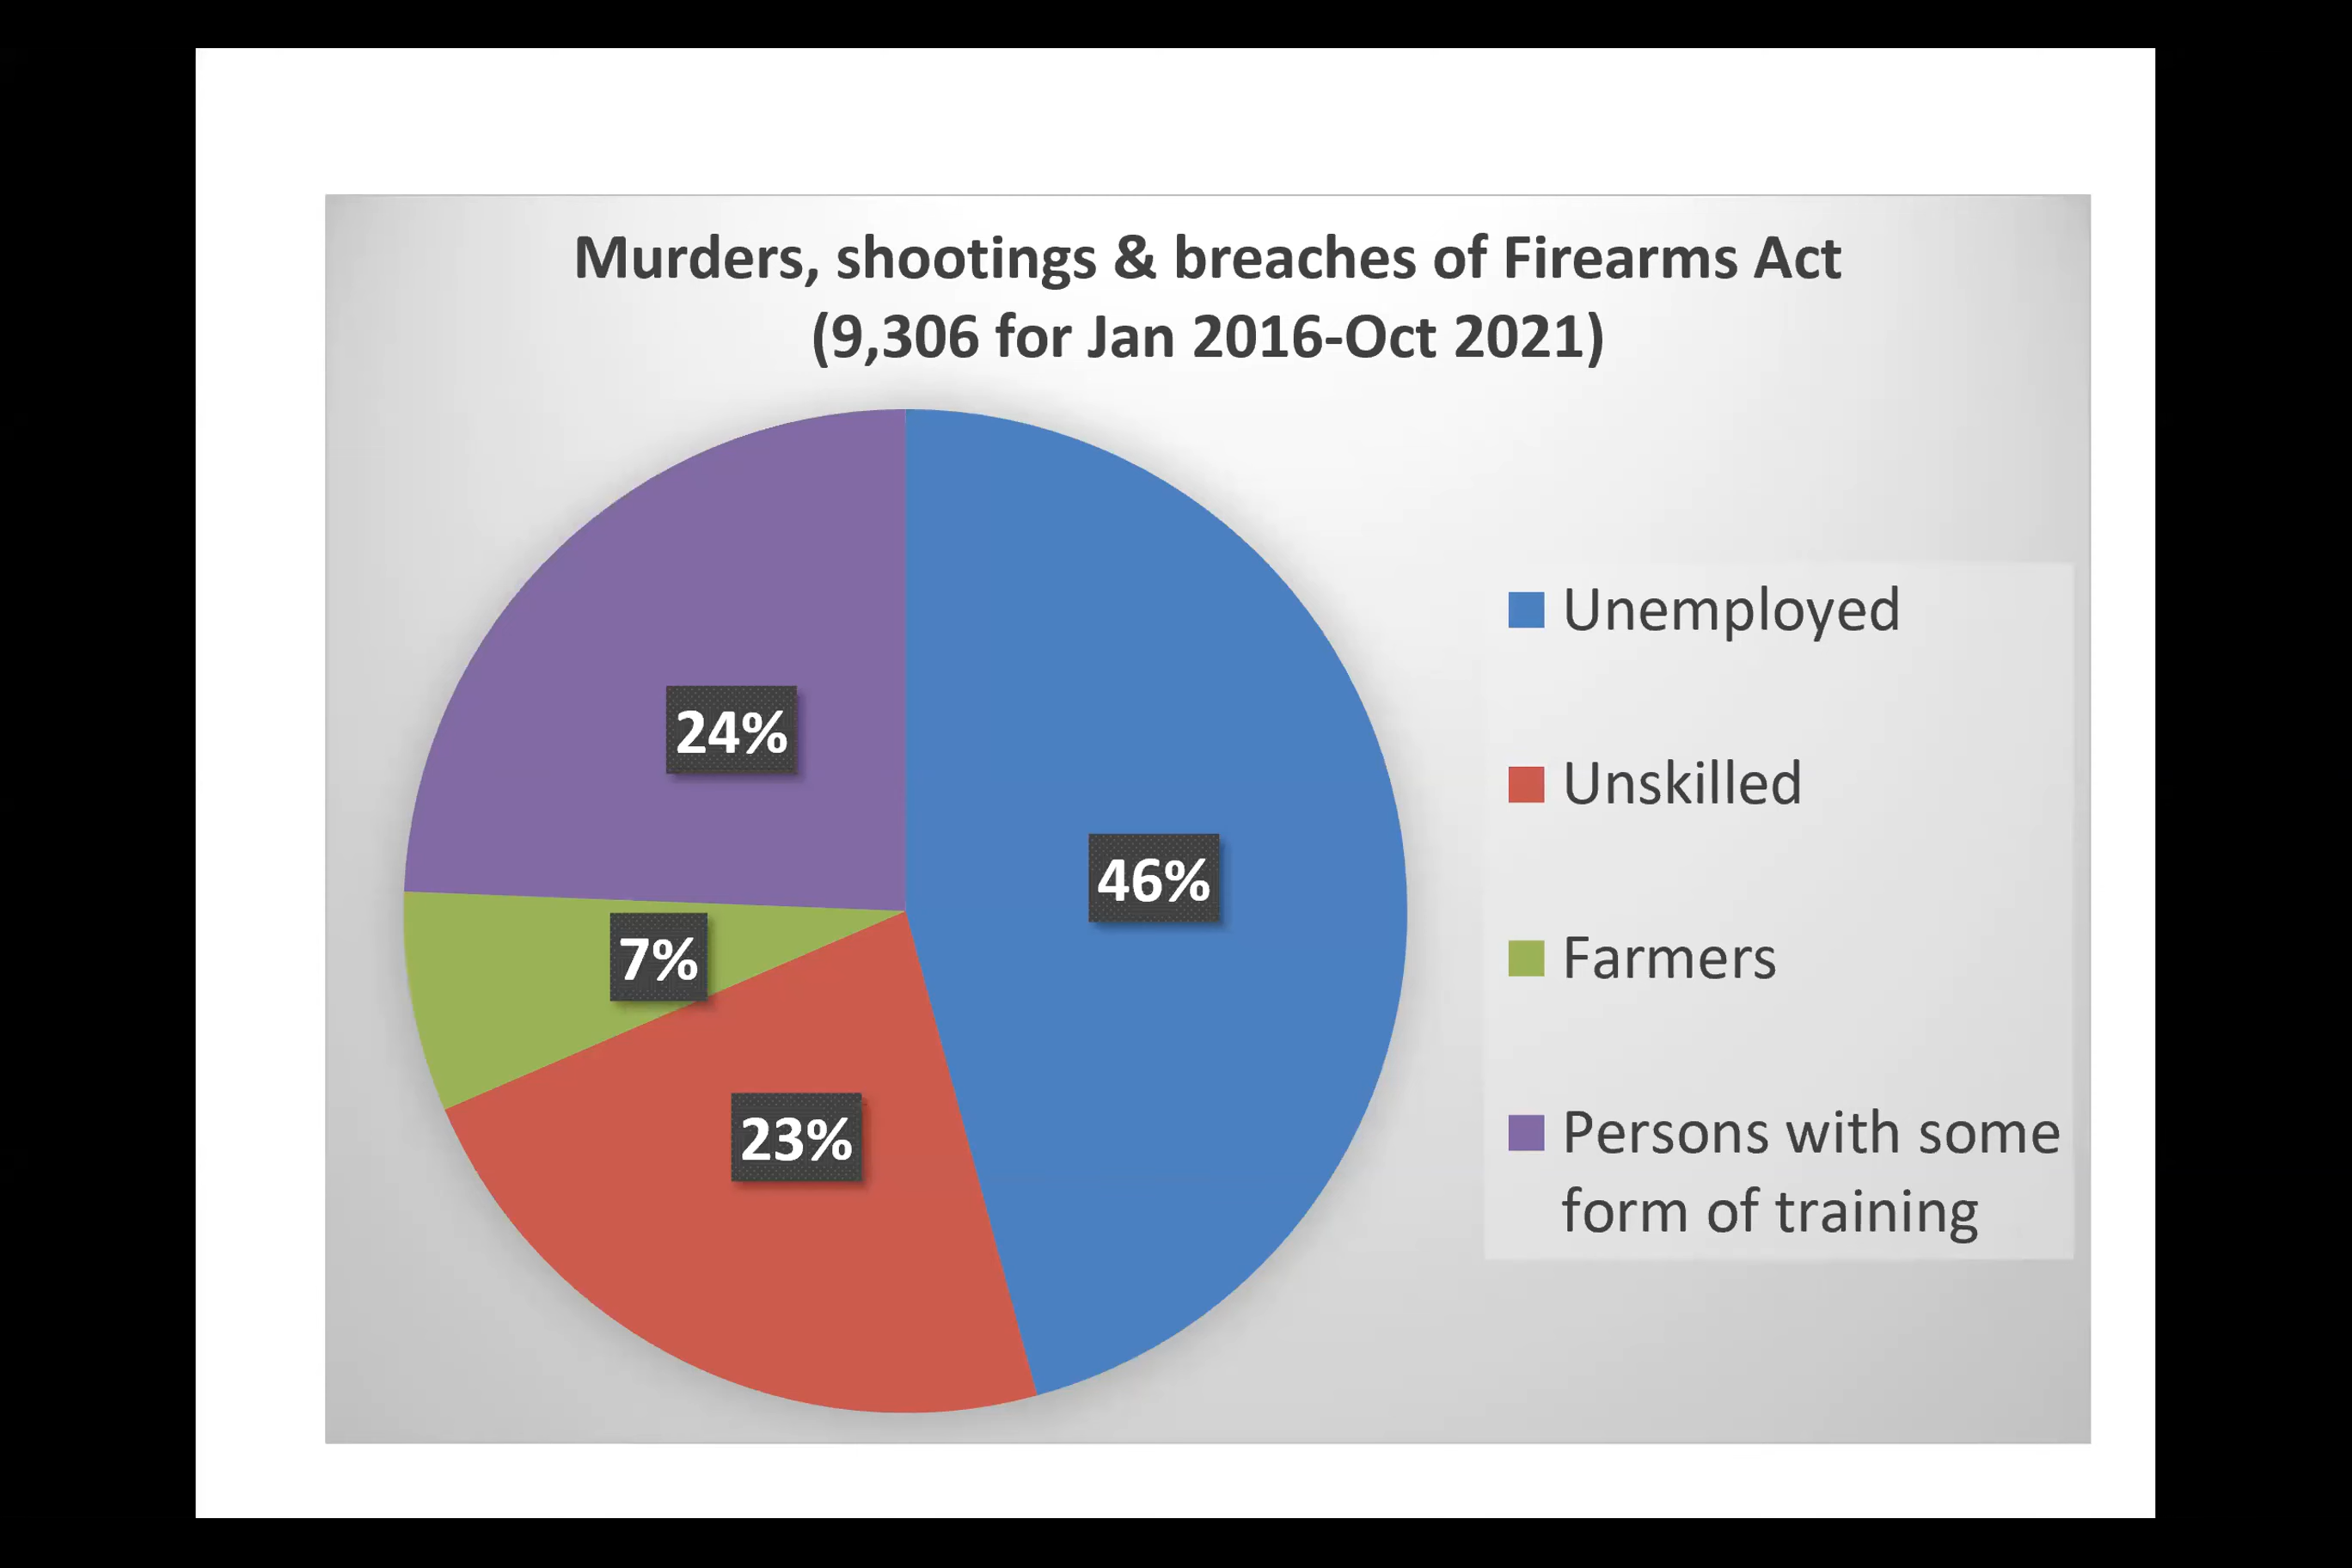 Murders, shootings & breaches of Firearms Act
(9,306 for Jan 2016-Oct 2021)
24%
46%
7%
23%
Unemployed
Unskilled
Farmers
Persons with some
form of training